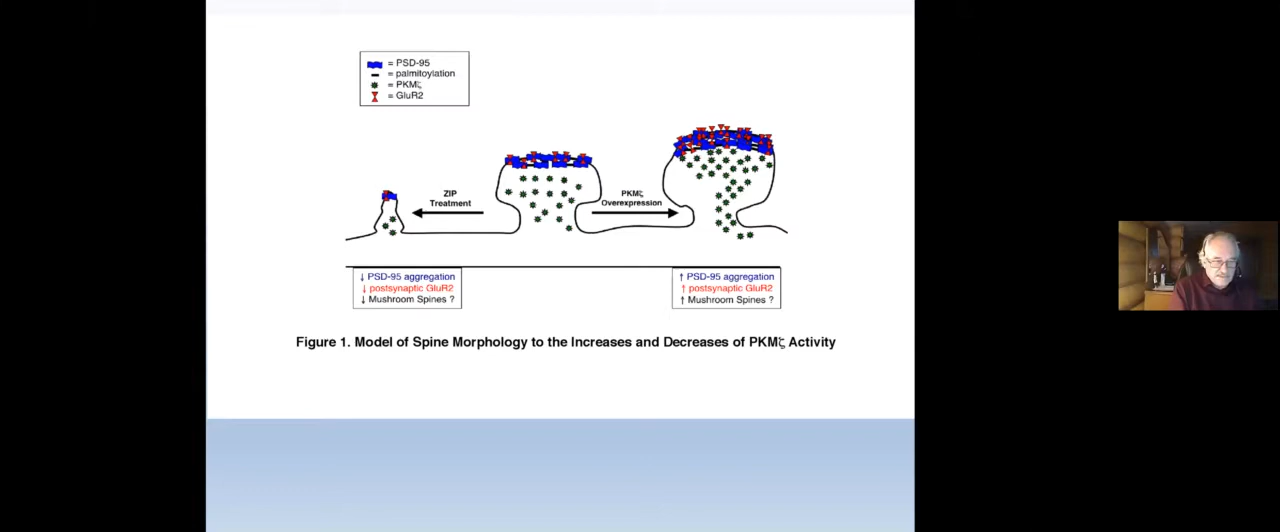 = PSD-95
= palmitoylation
= PKMζ
= GluR2
ZIP
Treatment
PKMζ
Overexpression
↓ PSD-95 aggregation
↓ postsynaptic GluR2
↓ Mushroom Spines ?
↑ PSD-95 aggregation
↑ postsynaptic GluR2
↑ Mushroom Spines ?
Figure 1. Model of Spine Morphology to the Increases and Decreases of PKMζ Activity